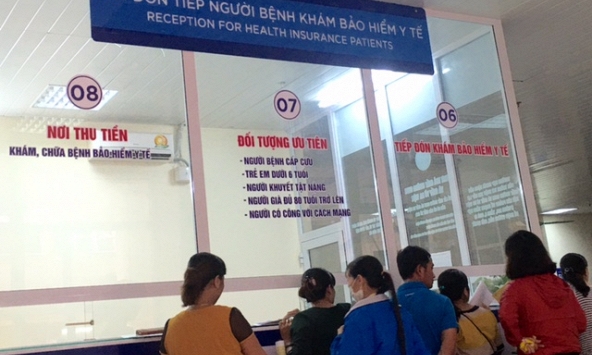 ĐÓN TIẾP NGƯỜI BỆNH KHÁM BẢO HIỂM Y TẾ
RECEPTION FOR HEALTH INSURANCE PATIENTS
08
NƠI THU TIỀN
KHÁM, CHỮA BỆNH BẢO HIỂM Y TẾ
07
ĐỐI TƯỢNG ƯU TIÊN
- NGƯỜI BỆNH CẤP CỨU
- TRẺ EM DƯỚI 6 TUỔI
- NGƯỜI KHUYẾT TẬT NẶNG
- NGƯỜI GIÀ ĐỦ 80 TUỔI TRỞ LÊN
- NGƯỜI CÓ CÔNG VỚI CÁCH MẠNG
06
TIẾP ĐÓN KHÁM BẢO HIỂM Y TẾ